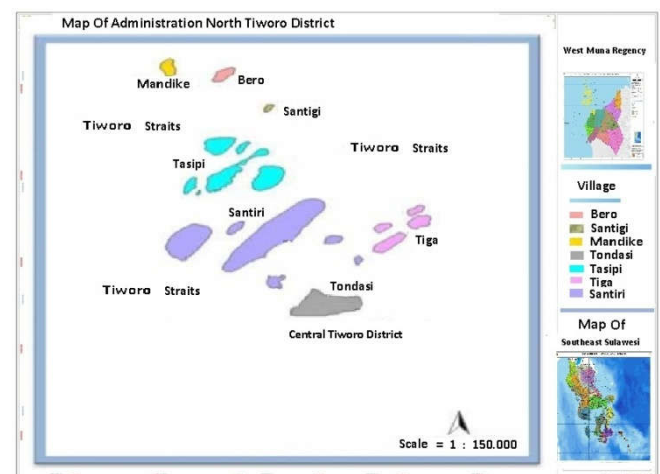 Map Of Administration North Tiworo District
Mandike
Bero
Santigi
Tiworo Straits
Tiworo Straits
Tasipi
Santiri
Tiga
Tiworo Straits
Tondasi
Central Tiworo District
Scale = 1 : 150.000
West Muna Regency
Village
Bero
Santigi
Mandike
Tondasi
Tasipi
Tiga
Santiri
Map Of
Southeast Sulawesi